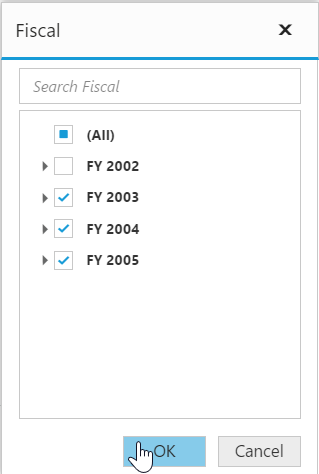 Fiscal
Search Fiscal
(All)
FY 2002
FY 2003
FY 2004
FY 2005
OK Cancel